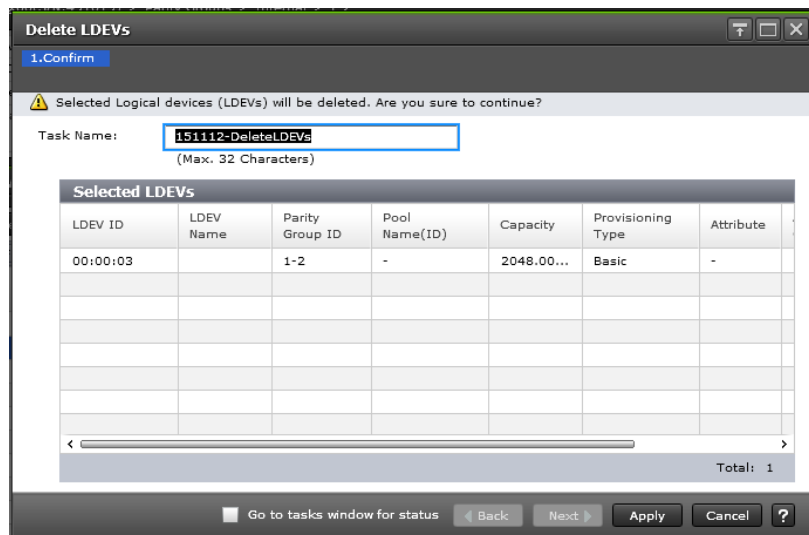 Delete LDEVs
1.Confirm
Selected Logical devices (LDEVs) will be deleted. Are you sure to continue?
Task Name: 151112-DeleteLDEVs
(Max. 32 Characters)
Selected LDEVs
LDEV ID LDEV Name Parity Group ID Pool Name(ID) Capacity Provisioning Type Attribute
00:00:03 1-2 - 2048.00... Basic -
Total: 1
Go to tasks window for status Back Next Apply Cancel ?